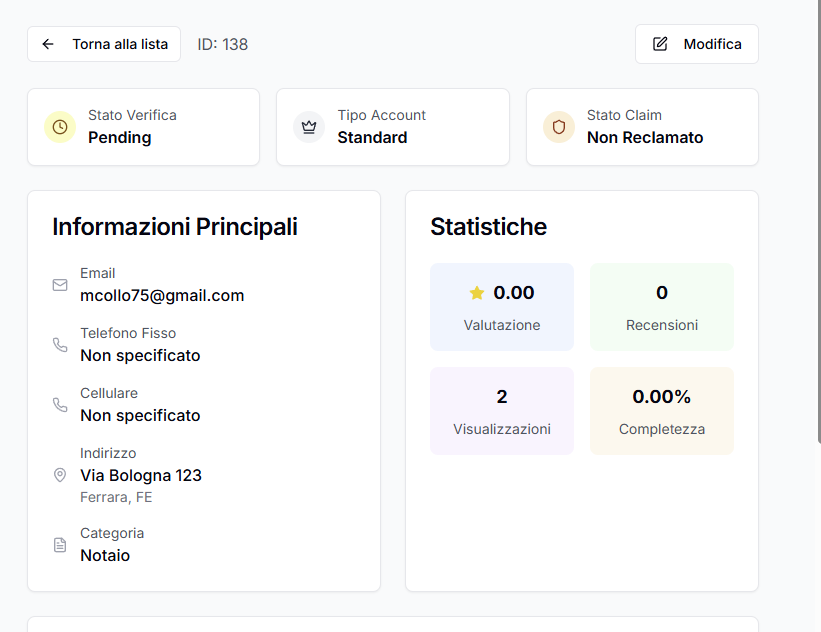 Torna alla lista
ID: 138
Modifica
Stato Verifica
Pending
Tipo Account
Standard
Stato Claim
Non Reclamato
Informazioni Principali
Email
mcollo75@gmail.com
Telefono Fisso
Non specificato
Cellulare
Non specificato
Indirizzo
Via Bologna 123
Ferrara, FE
Categoria
Notaio
Statistiche
0.00
Valutazione
0
Recensioni
2
Visualizzazioni
0.00%
Completezza